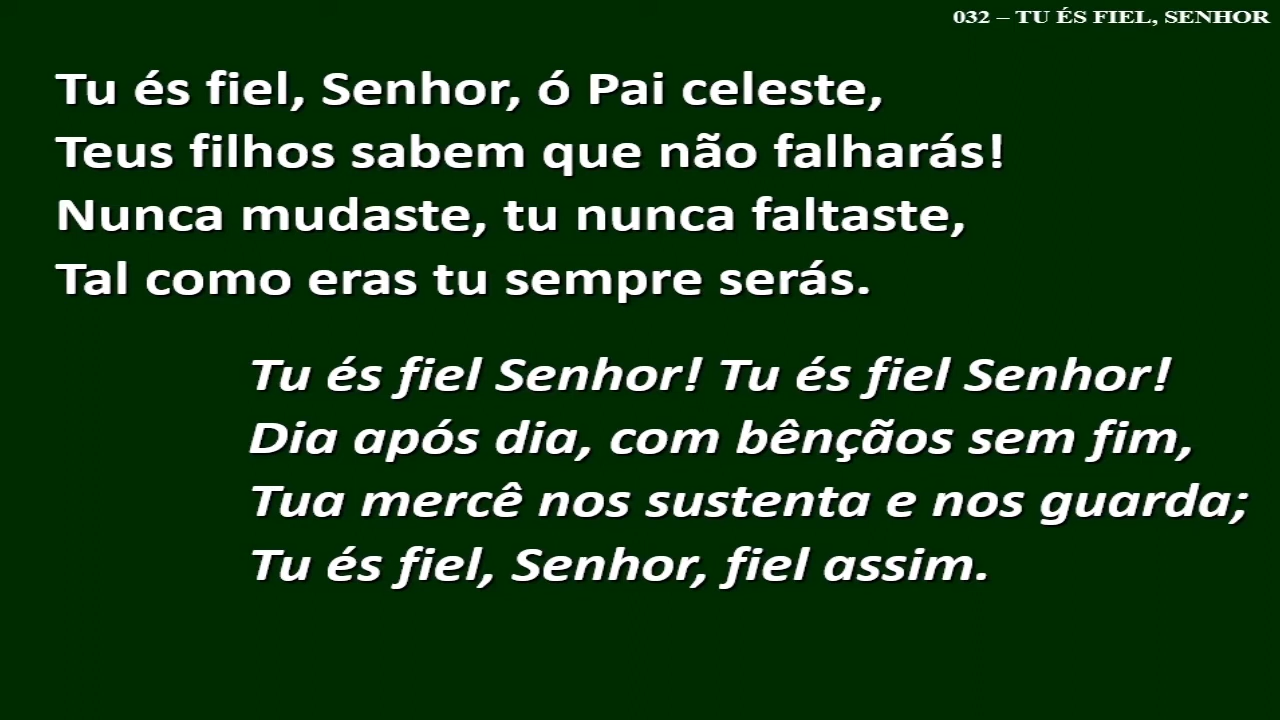 032 – TU ÉS FIEL, SENHOR
Tu és fiel, Senhor, ó Pai celeste,
Teus filhos sabem que não falharás!
Nunca mudaste, tu nunca faltaste,
Tal como eras tu sempre serás.
Tu és fiel Senhor! Tu és fiel Senhor!
Dia após dia, com bênçãos sem fim,
Tua mercê nos sustenta e nos guarda;
Tu és fiel, Senhor, fiel assim.